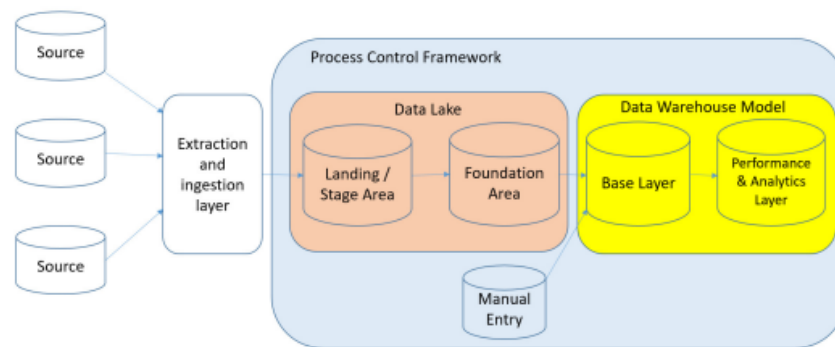 Source
Source
Source
Extraction
and
ingestion
layer
Process Control Framework
Data Lake
Landing /
Stage Area
Foundation
Area
Data Warehouse Model
Base Layer
Performance
& Analytics
Layer
Manual
Entry